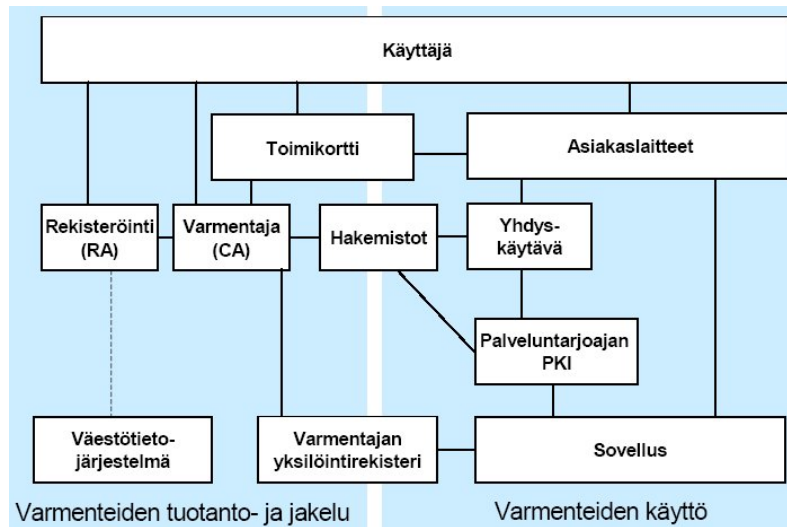 Käyttäjä
Toimikortti
Asiakaslaitteet
Rekisteröinti
(RA)
Varmentaja
(CA)
Hakemistot
Yhdys-
käytävä
Palveluntarjoajan
PKI
Väestötieto-
järjestelmä
Varmentajan
yksilöintirekisteri
Sovellus
Varmenteiden tuotanto- ja jakelu
Varmenteiden käyttö